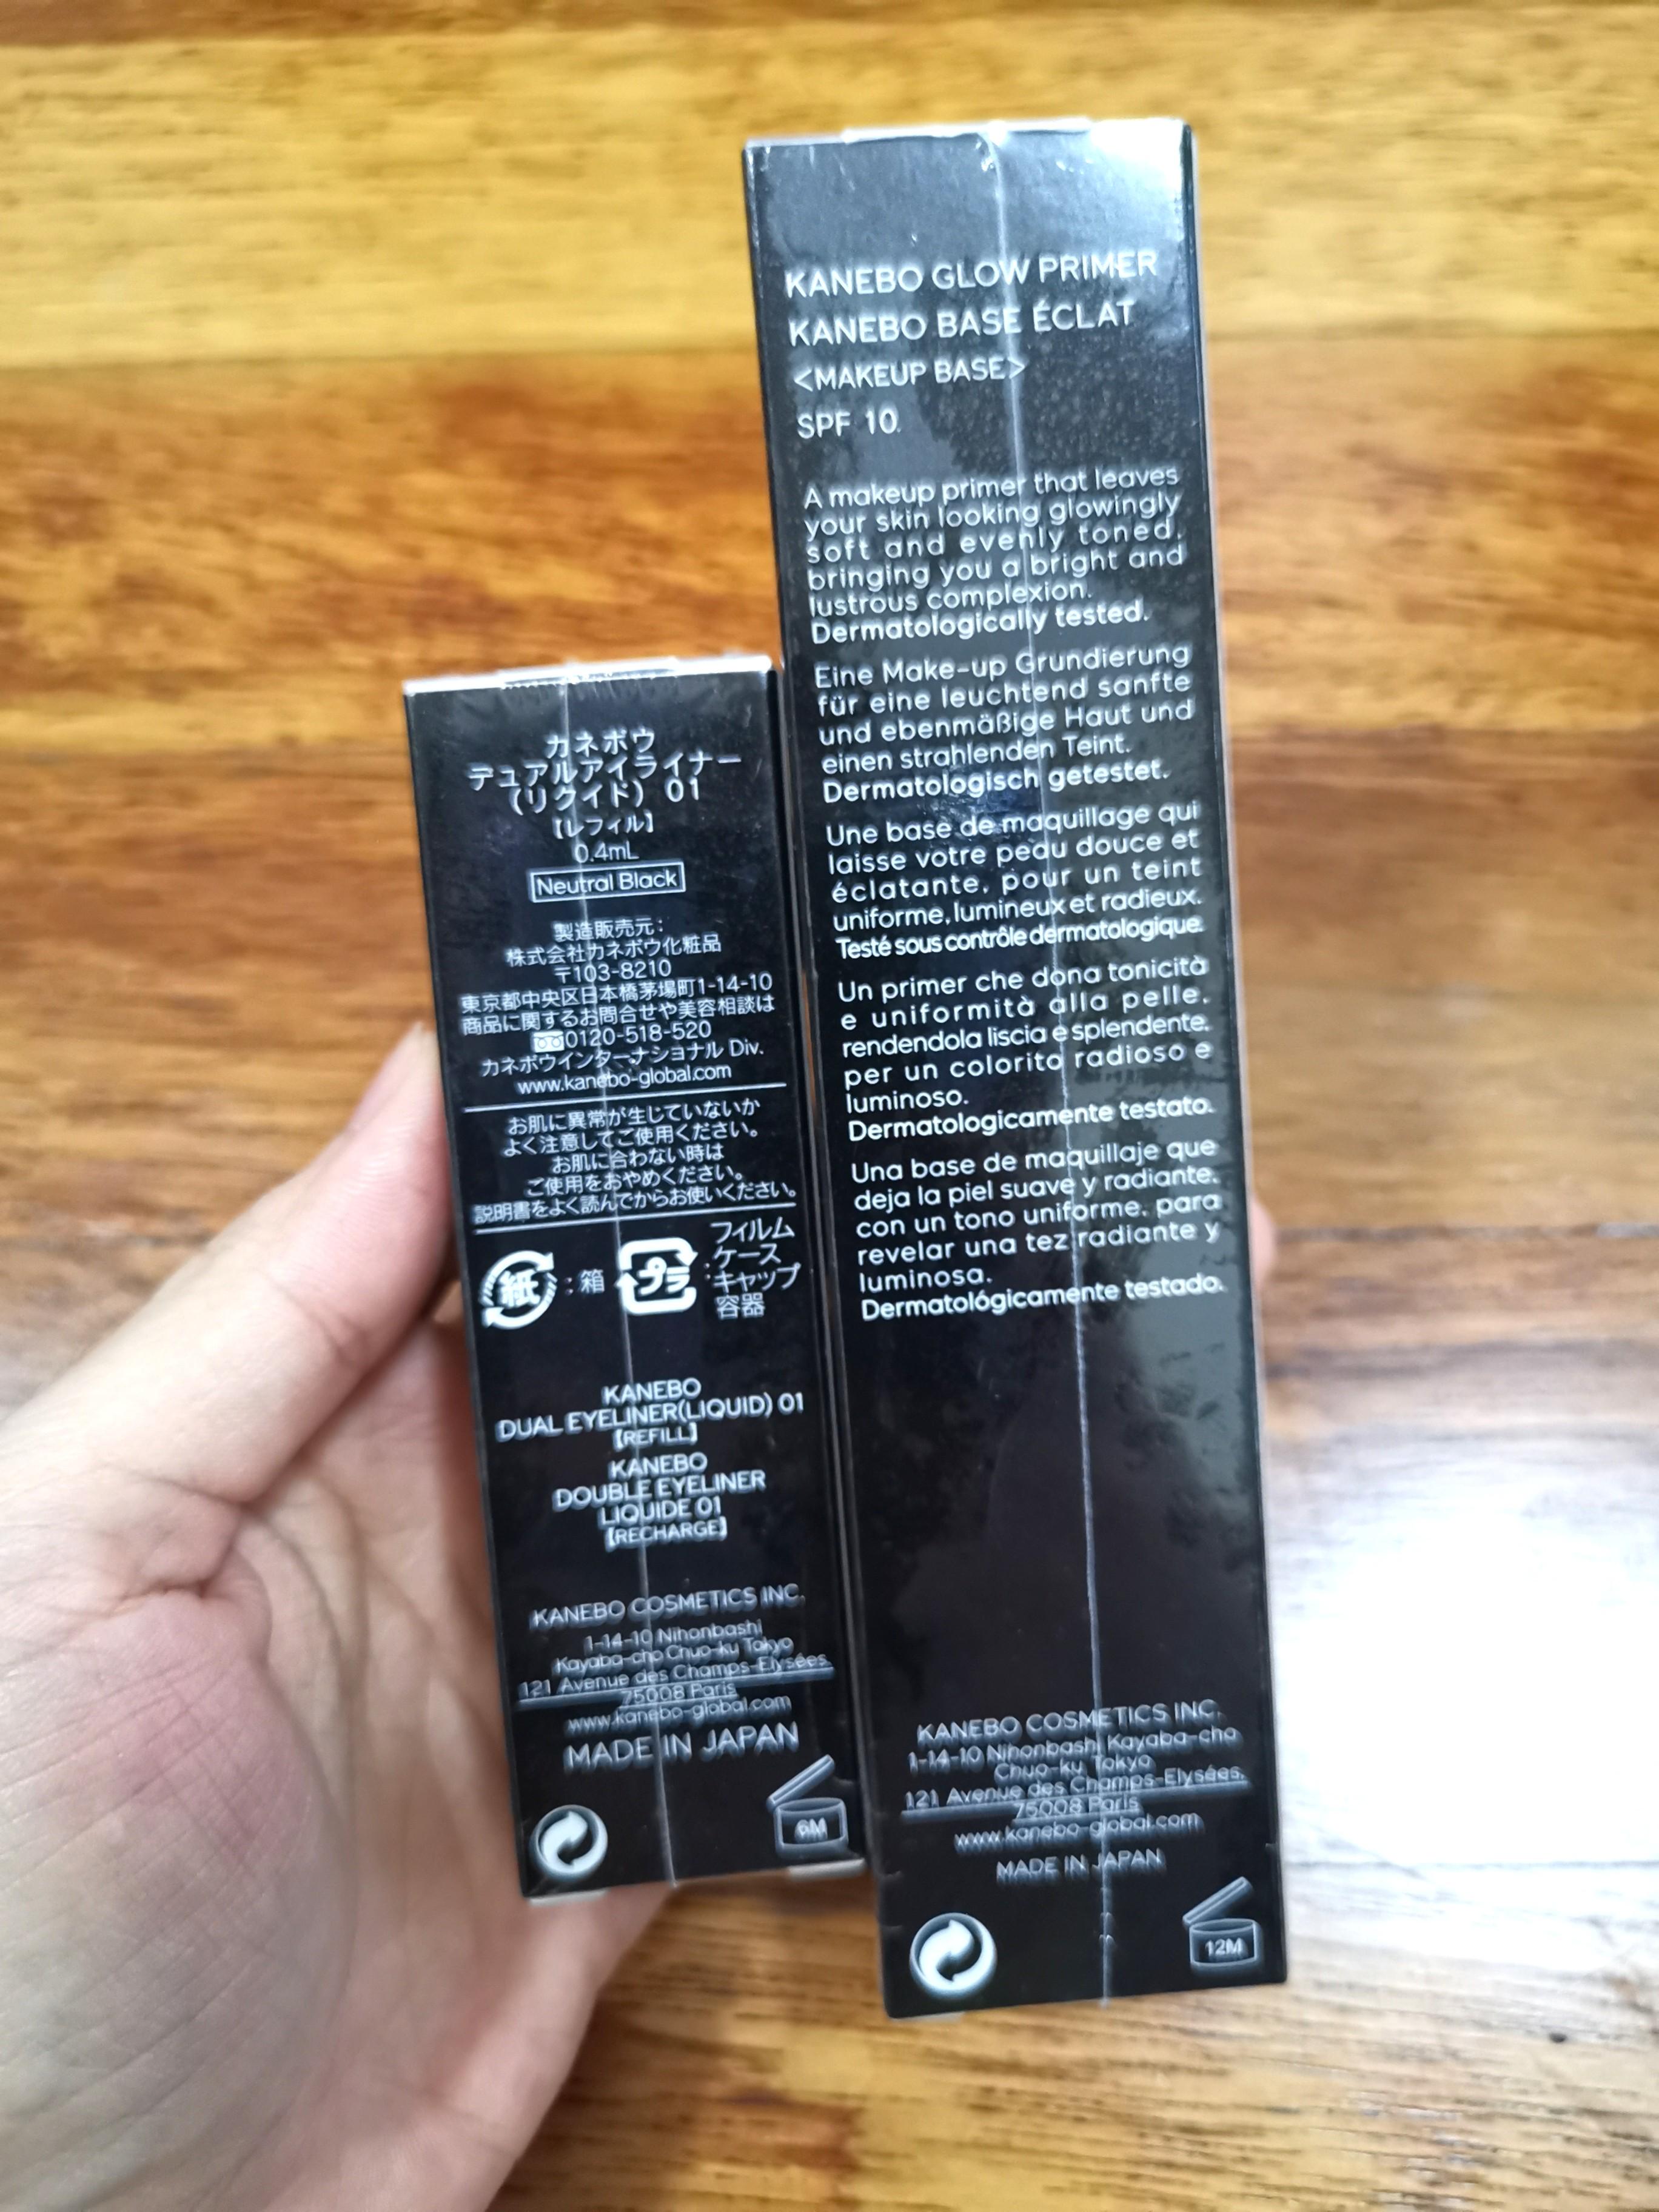 カネボウ
デュアルアイライナー
（リクイド） 01
【レフィル】
0.4mL
Neutral Black
製造販売元：
株式会社カネボウ化粧品
〒103-8210
東京都中央区日本橋茅場町1-14-10
商品に関するお問合せや美容相談は
0120-518-520
カネボウインターナショナル Div.
www.kanebo-global.com
お肌に異常が生じていないか
よく注意してご使用ください。
お肌に合わない時は
ご使用をおやめください。
説明書をよく読んでからお使いください。
紙 : 箱
プラ : フィルム
ケース
キャップ
容器
KANEBO
DUAL EYELINER(LIQUID) 01
【REFILL】
KANEBO
DOUBLE EYELINER
LIQUIDE 01
【RECHARGE】
KANEBO COSMETICS INC.
1-14-10 Nihonbashi
Kayaba-cho Chuo-ku Tokyo
121 Avenue des Champs-Elysées
75008 Paris
www.kanebo-global.com
MADE IN JAPAN
6M
KANEBO GLOW PRIMER
KANEBO BASE ÉCLAT
<MAKEUP BASE>
SPF 10
A makeup primer that leaves
your skin looking glowingly
soft and evenly toned,
bringing you a bright and
lustrous complexion.
Dermatologically tested.
Eine Make-up Grundierung
für eine leuchtend sanfte
und ebenmäßige Haut und
einen strahlenden Teint.
Dermatologisch getestet.
Une base de maquillage qui
laisse votre peau douce et
éclatante, pour un teint
uniforme, lumineux et radieux.
Testé sous contrôle dermatologique.
Un primer che dona tonicità
e uniformità alla pelle,
rendendola liscia e splendente,
per un colorito radioso e
luminoso.
Dermatologicamente testato.
Una base de maquillaje que
deja la piel suave y radiante,
con un tono uniforme, para
revelar una tez radiante y
luminosa.
Dermatológicamente testado.
KANEBO COSMETICS INC.
1-14-10 Nihonbashi Kayaba-cho
Chuo-ku Tokyo
121 Avenue des Champs-Elysées,
75008 Paris
www.kanebo-global.com
MADE IN JAPAN
12M